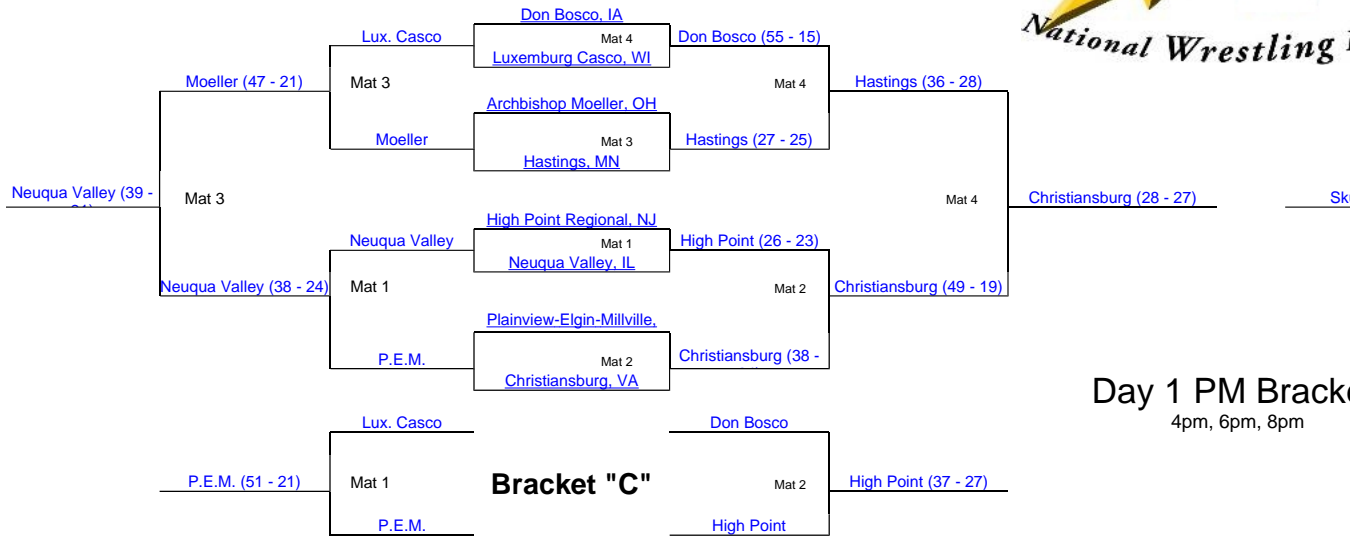 Don Bosco, IA
Lux. Casco Mat 4 Don Bosco (55 - 15)
Luxemburg Casco, WI
National Wrestling
Moeller (47 - 21) Mat 3 Mat 4 Hastings (36 - 28)
Archbishop Moeller, OH
Moeller Mat 3 Hastings (27 - 25)
Hastings, MN
Neuqua Valley (39 -
Mat 3 Mat 4 Christiansburg (28 - 27)
High Point Regional, NJ
Neuqua Valley Mat 1 High Point (26 - 23)
Neuqua Valley, IL
Neuqua Valley (38 - 24) Mat 1 Mat 2 Christiansburg (49 - 19)
Plainview-Elgin-Millville,
P.E.M. Mat 2 Christiansburg (38 -
Christiansburg, VA
Day 1 PM
4pm, 6pm, 8pm
Lux. Casco Don Bosco
P.E.M. (51 - 21) Mat 1 Bracket "C" Mat 2 High Point (37 - 27)
P.E.M. High Point